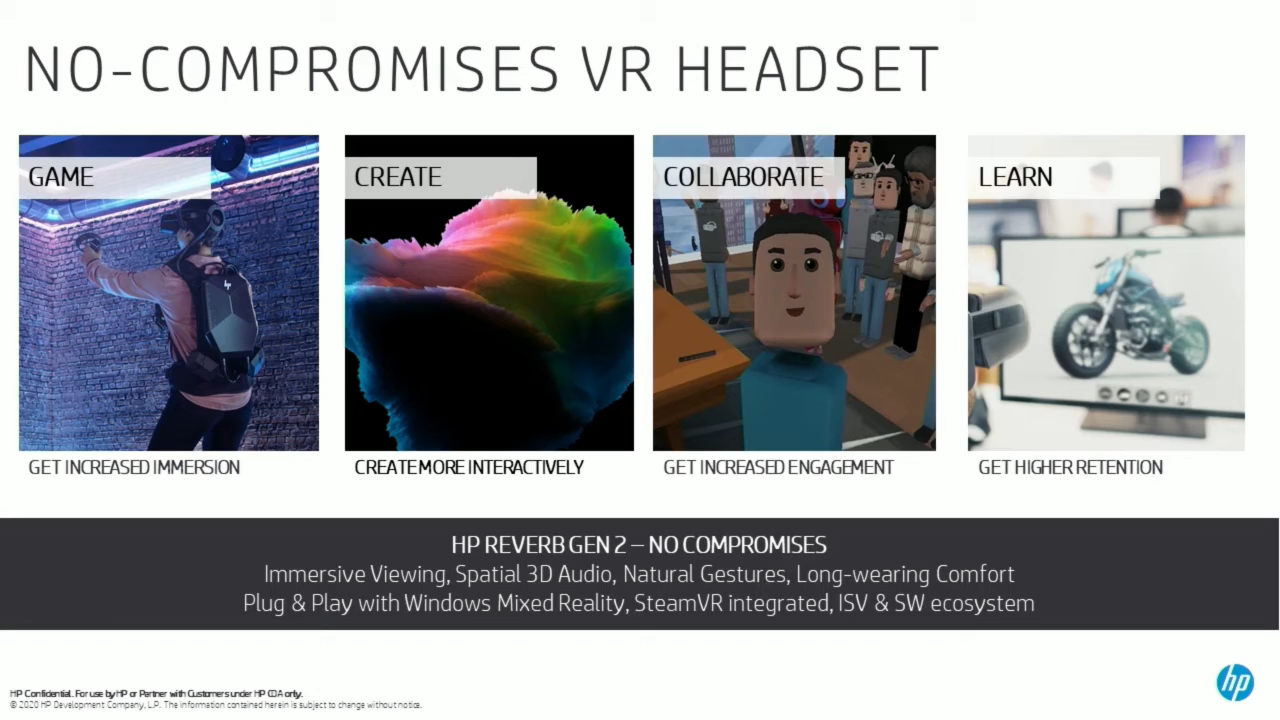 NO-COMPROMISES VR HEADSET
GAME
CREATE
COLLABORATE
LEARN
GET INCREASED IMMERSION
CREATE MORE INTERACTIVELY
GET INCREASED ENGAGEMENT
GET HIGHER RETENTION
HP REVERB GEN 2 – NO COMPROMISES
Immersive Viewing, Spatial 3D Audio, Natural Gestures, Long-wearing Comfort
Plug & Play with Windows Mixed Reality, SteamVR integrated, ISV & SW ecosystem
HP Confidential. For use by HP or Partner with Customers under HP CDA only.
© 2020 HP Development Company, L.P. The information contained herein is subject to change without notice.
hp